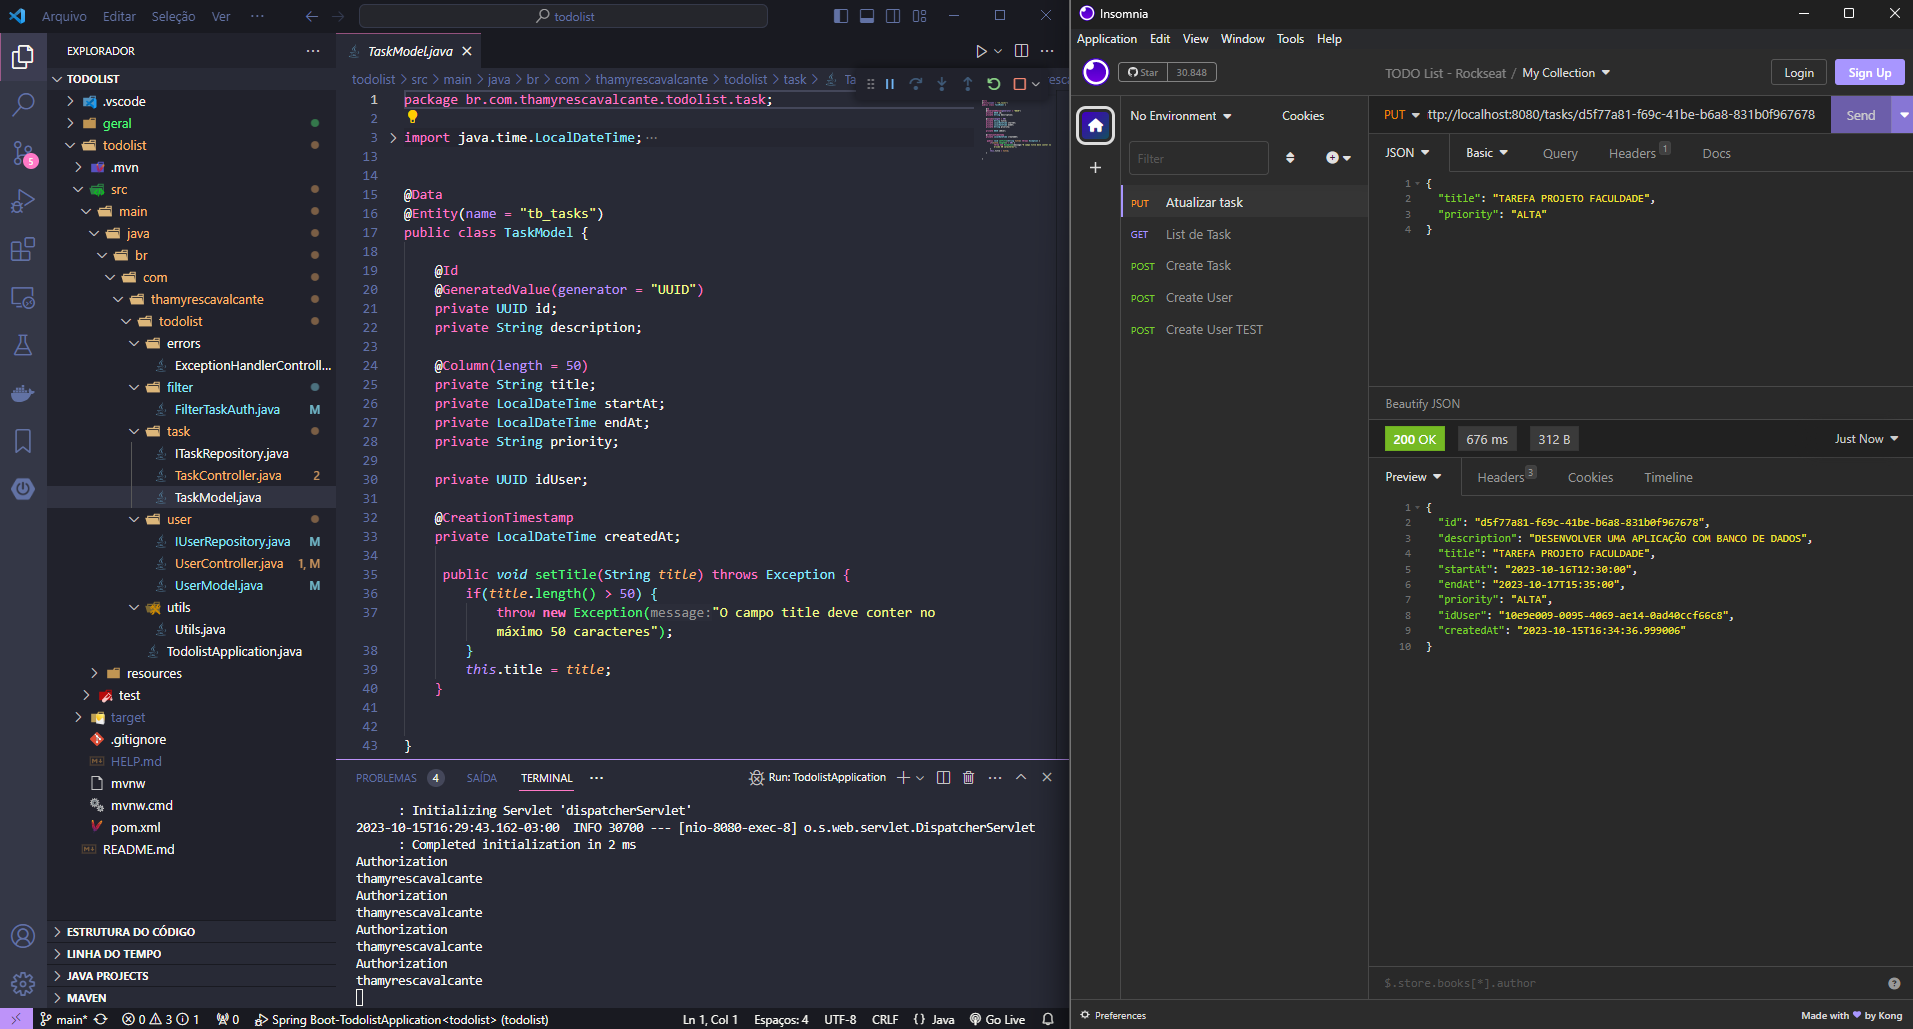 Arquivo Editar Seleção Ver ··· todolist
EXPLORADOR ···
TODOLIST
.vscode
geral
todolist
.mvn
src
main
java
br
com
thamyrescavalcante
todolist
errors
ExceptionHandlerControll...
filter
FilterTaskAuth.java M
task
ITaskRepository.java
TaskController.java 2
TaskModel.java
user
IUserRepository.java M
UserController.java 1, M
UserModel.java M
utils
Utils.java
TodolistApplication.java
resources
test
target
.gitignore
HELP.md
mvnw
mvnw.cmd
pom.xml
README.md
ESTRUTURA DO CÓDIGO
LINHA DO TEMPO
JAVA PROJECTS
MAVEN
5
TaskModel.java
todolist > src > main > java > br > com > thamyrescavalcante > todolist > task > Ta
1 package br.com.thamyrescavalcante.todolist.task;
2
3 import java.time.LocalDateTime;···
13
14
15 @Data
16 @Entity(name = "tb_tasks")
17 public class TaskModel {
18
19 @Id
20 @GeneratedValue(generator = "UUID")
21 private UUID id;
22 private String description;
23
24 @Column(length = 50)
25 private String title;
26 private LocalDateTime startAt;
27 private LocalDateTime endAt;
28 private String priority;
29
30 private UUID idUser;
31
32 @CreationTimestamp
33 private LocalDateTime createdAt;
34
35 public void setTitle(String title) throws Exception {
36 if(title.length() > 50) {
37 throw new Exception(message:"O campo title deve conter no
máximo 50 caracteres");
38 }
39 this.title = title;
40 }
41
42
43 }
PROBLEMAS 4 SAÍDA TERMINAL ··· Run: TodolistApplication
: Initializing Servlet 'dispatcherServlet'
2023-10-15T16:29:43.162-03:00 INFO 30700 --- [nio-8080-exec-8] o.s.web.servlet.DispatcherServlet
: Completed initialization in 2 ms
Authorization
thamyrescavalcante
Authorization
thamyrescavalcante
Authorization
thamyrescavalcante
Authorization
thamyrescavalcante
main* 0 3 1 0 Spring Boot-TodolistApplication<todolist> (todolist) Ln 1, Col 1 Espaços: 4 UTF-8 CRLF {} Java Go Live
Insomnia
Application Edit View Window Tools Help
Star 30.848 TODO List - Rockseat / My Collection Login Sign Up
No Environment Cookies
Filter
PUT Atualizar task
GET List de Task
POST Create Task
POST Create User
POST Create User TEST
PUT ttp://localhost:8080/tasks/d5f77a81-f69c-41be-b6a8-831b0f967678 Send
JSON Basic Query Headers 1 Docs
1 {
2 "title": "TAREFA PROJETO FACULDADE",
3 "priority": "ALTA"
4 }
Beautify JSON
200 OK 676 ms 312 B Just Now
Preview Headers 3 Cookies Timeline
1 {
2 "id": "d5f77a81-f69c-41be-b6a8-831b0f967678",
3 "description": "DESENVOLVER UMA APLICAÇÃO COM BANCO DE DADOS",
4 "title": "TAREFA PROJETO FACULDADE",
5 "startAt": "2023-10-16T12:30:00",
6 "endAt": "2023-10-17T15:35:00",
7 "priority": "ALTA",
8 "idUser": "10e9e009-0095-4069-ae14-0ad40ccf66c8",
9 "createdAt": "2023-10-15T16:34:36.999006"
10 }
$.store.books[*].author
Preferences Made with by Kong